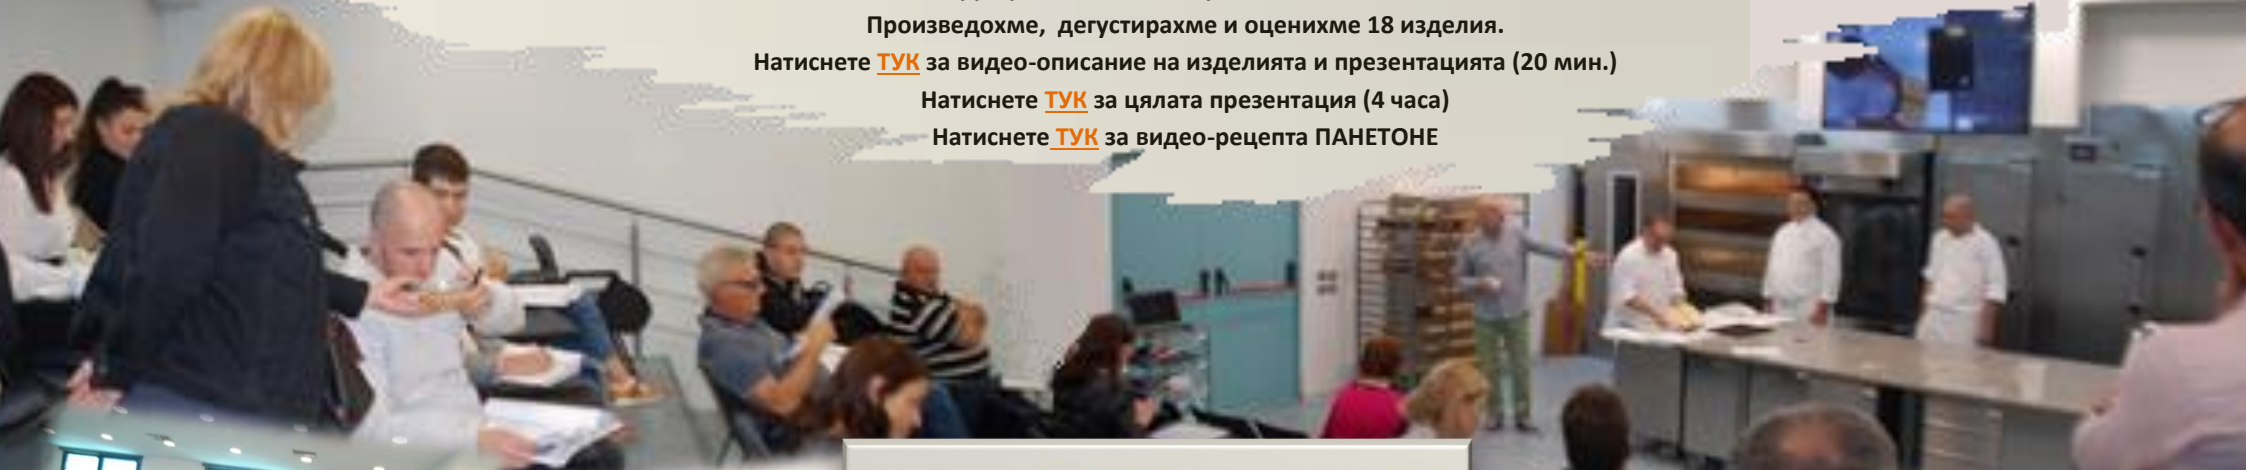 Произведохме, дегустирахме и оценихме 18 изделия.
Натиснете ТУК за видео-описание на изделията и презентацията (20 мин.)
Натиснете ТУК за цялата презентация (4 часа)
Натиснете ТУК за видео-рецепта ПАНЕТОНЕ